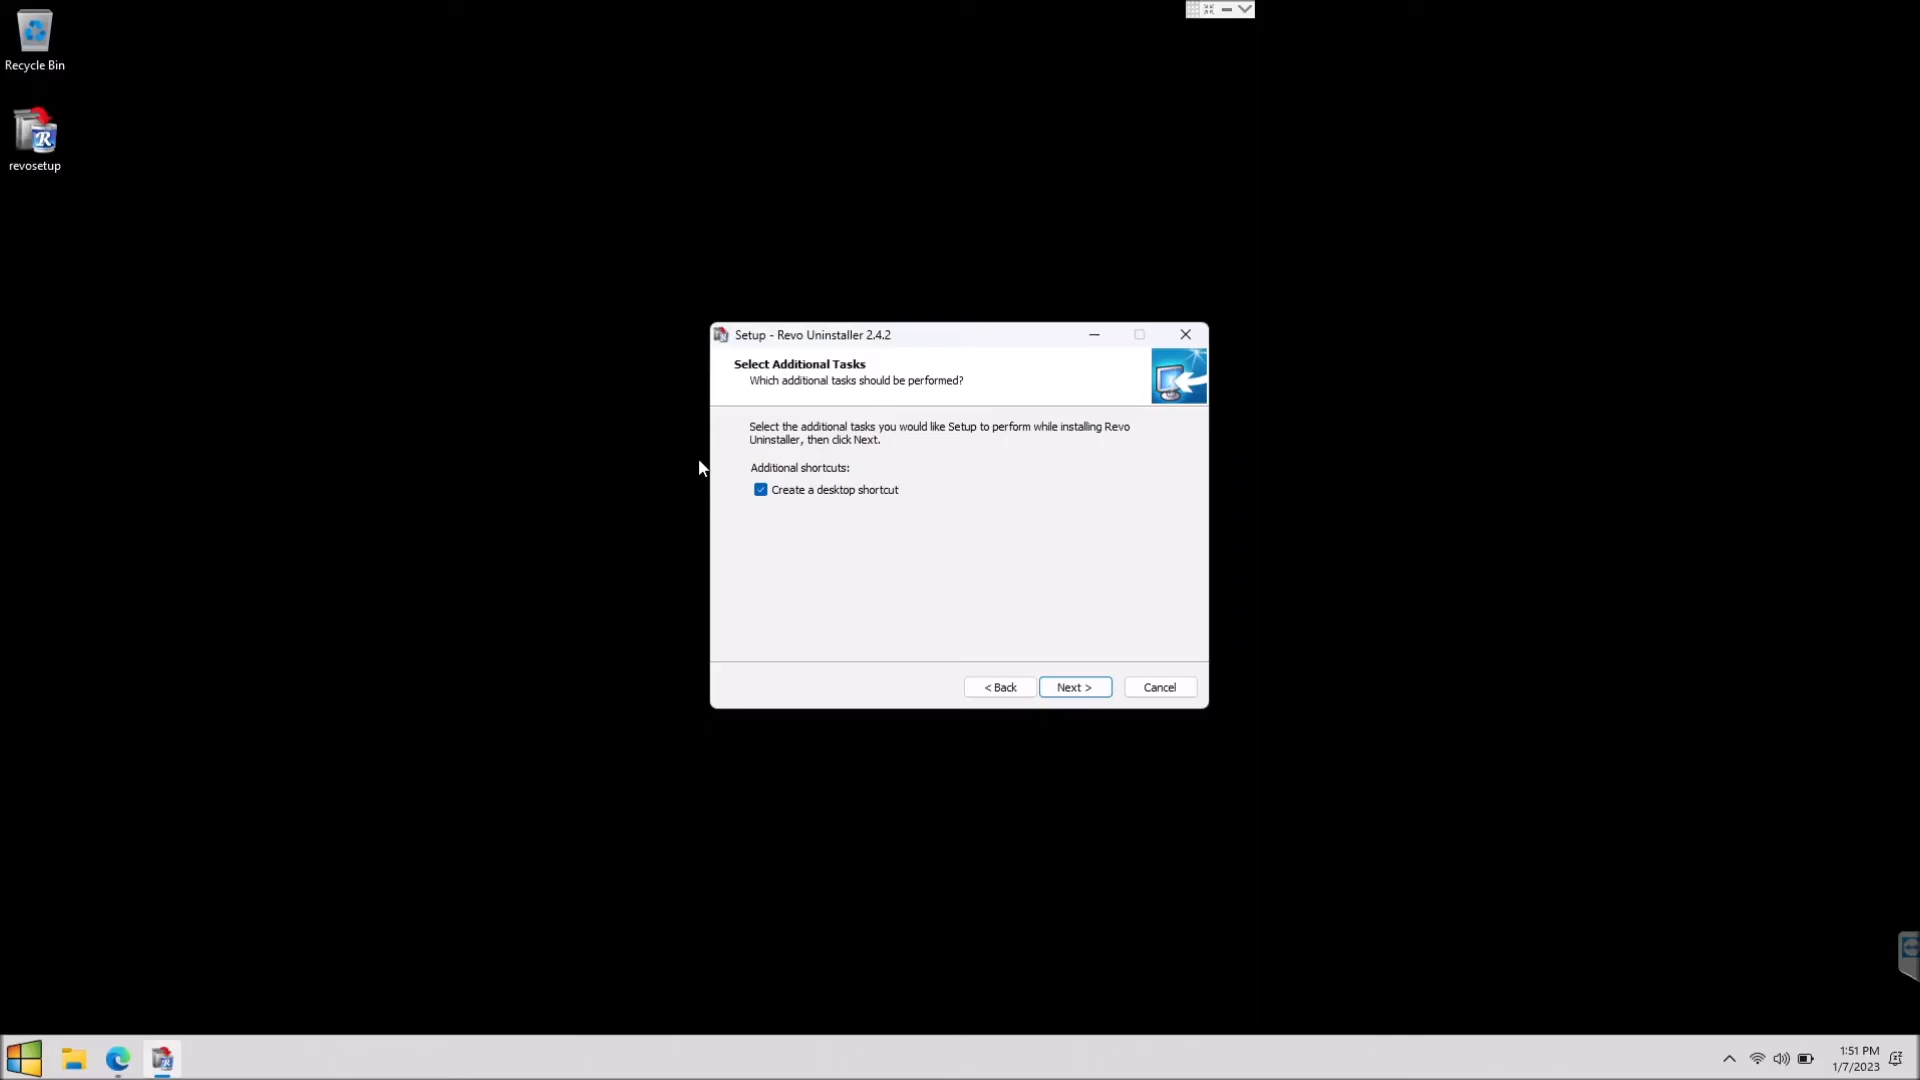 Recycle Bin
revosetup
Setup - Revo Uninstaller 2.4.2
Select Additional Tasks
Which additional tasks should be performed?
Select the additional tasks you would like Setup to perform while installing Revo
Uninstaller, then click Next.
Additional shortcuts:
Create a desktop shortcut
< Back
Next >
Cancel
1:51 PM
1/7/2023